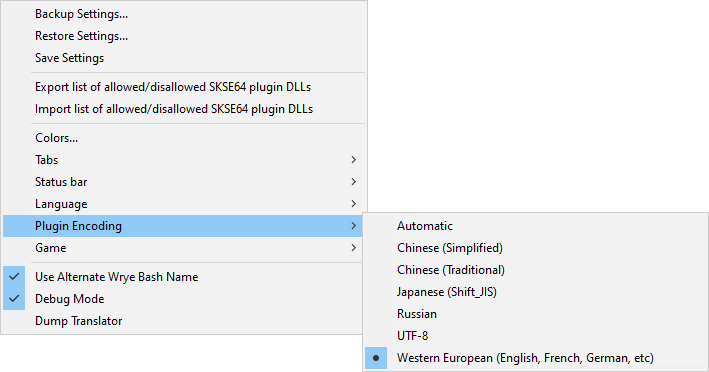 Backup Settings...
Restore Settings...
Save Settings
Export list of allowed/disallowed SKSE64 plugin DLLs
Import list of allowed/disallowed SKSE64 plugin DLLs
Colors...
Tabs
Status bar
Language
Plugin Encoding
Game
Use Alternate Wrye Bash Name
Debug Mode
Dump Translator
Automatic
Chinese (Simplified)
Chinese (Traditional)
Japanese (Shift_JIS)
Russian
UTF-8
Western European (English, French, German, etc)